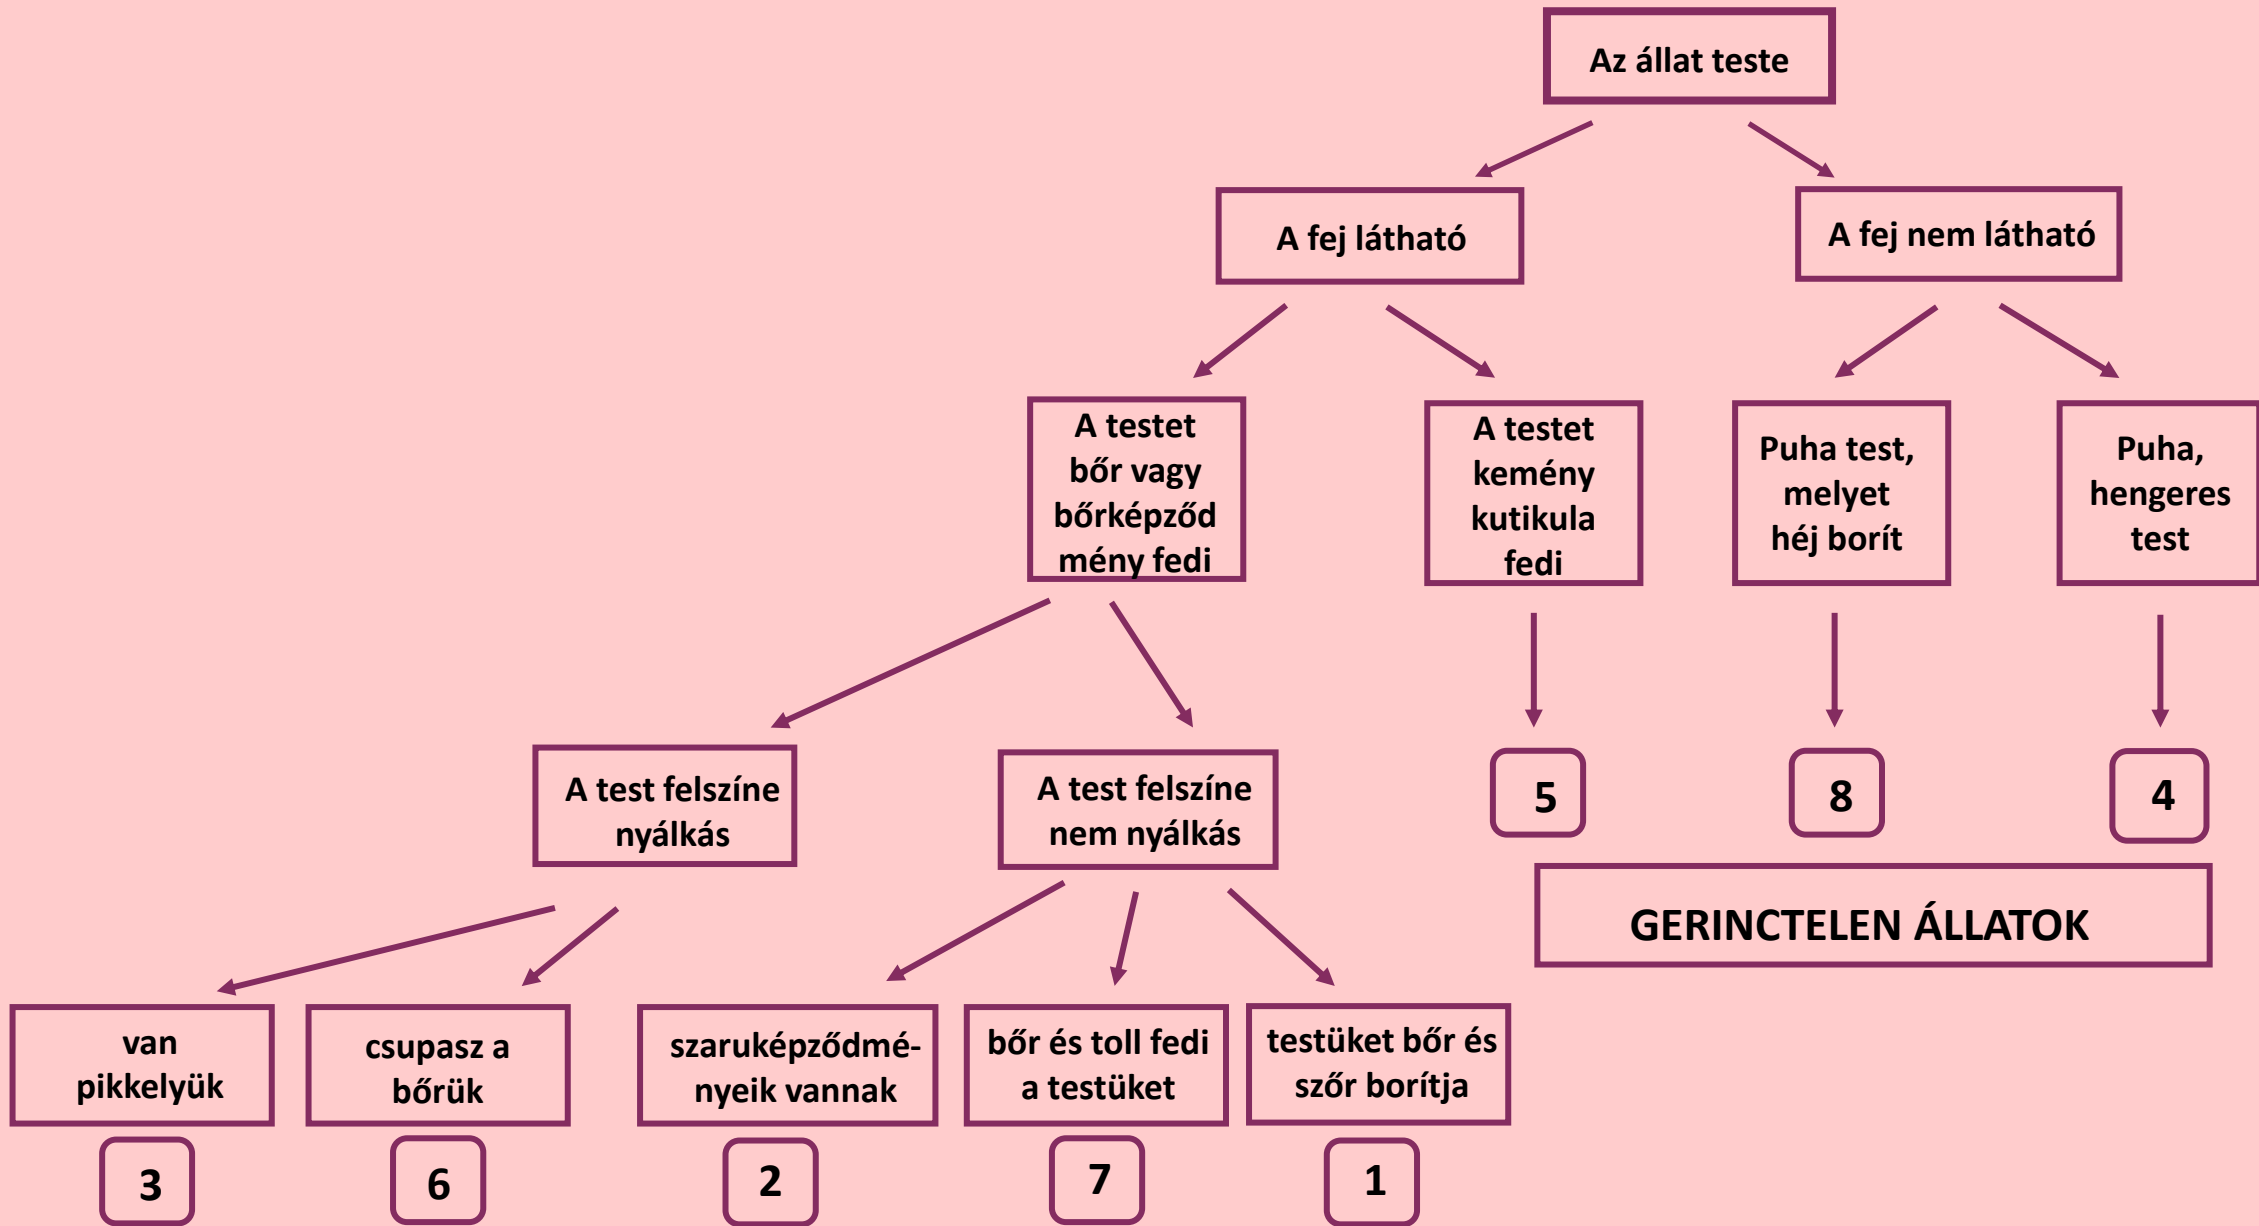 Az állat teste
A fej látható
A fej nem látható
A testet
bőr vagy
bőrképződ
mény fedi
A testet
kemény
kutikula
fedi
Puha test,
melyet
héj borít
Puha,
hengeres
test
A test felszíne
nyálkás
A test felszíne
nem nyálkás
5
8
4
GERINCTELEN ÁLLATOK
van
pikkelyük
csupasz a
bőrük
szaruképződmé-
nyeik vannak
bőr és toll fedi
a testüket
testüket bőr és
szőr borítja
3
6
2
7
1